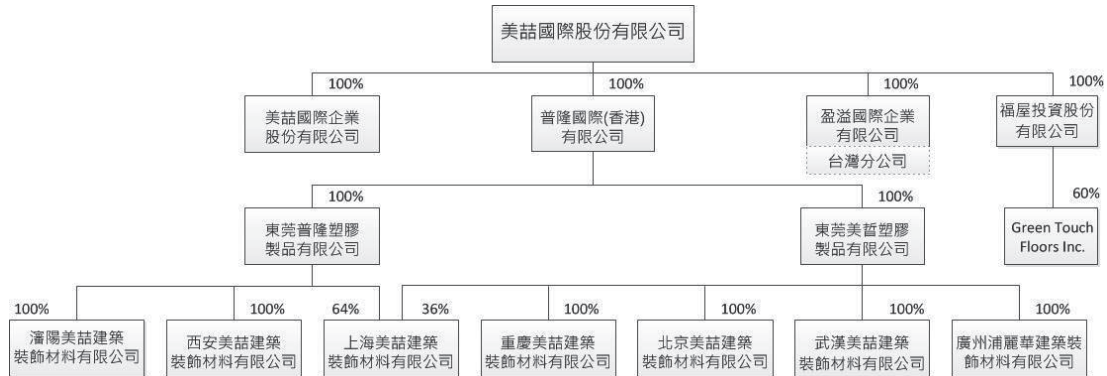 美喆國際股份有限公司
100%
100%
100%
100%
美喆國際企業
股份有限公司
普隆國際(香港)
有限公司
盈溢國際企業
有限公司
台灣分公司
福屋投資股份
有限公司
100%
100%
60%
東莞普隆塑膠
製品有限公司
東莞美哲塑膠
製品有限公司
Green Touch
Floors Inc.
100%
100%
64%
36%
100%
100%
100%
100%
瀋陽美喆建築
裝飾材料有限公司
西安美喆建築
裝飾材料有限公司
上海美喆建築
裝飾材料有限公司
重慶美喆建築
裝飾材料有限公司
北京美喆建築
裝飾材料有限公司
武漢美喆建築
裝飾材料有限公司
廣州浦麗華建築裝
飾材料有限公司